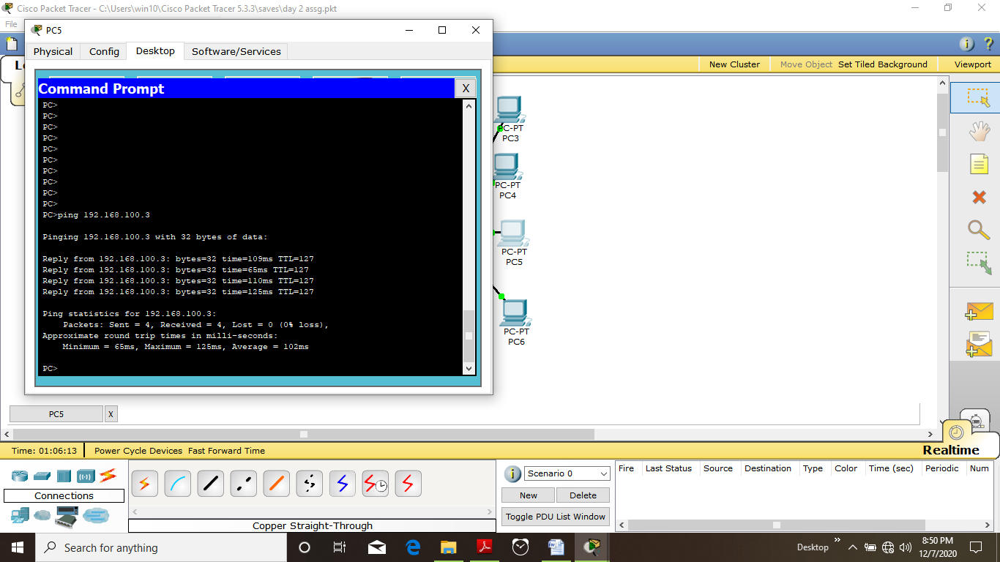 Cisco Packet Tracer - C:\Users\win10\Cisco Packet Tracer 5.3.3\saves\day 2 assg.pkt
File
PC5
Physical Config Desktop Software/Services
New Cluster Move Object Set Tiled Background Viewport
Command Prompt X
PC>
PC>
PC>
PC>
PC>
PC>
PC>
PC>
PC>
PC>
PC>ping 192.168.100.3
Pinging 192.168.100.3 with 32 bytes of data:
Reply from 192.168.100.3: bytes=32 time=109ms TTL=127
Reply from 192.168.100.3: bytes=32 time=65ms TTL=127
Reply from 192.168.100.3: bytes=32 time=110ms TTL=127
Reply from 192.168.100.3: bytes=32 time=125ms TTL=127
Ping statistics for 192.168.100.3:
Packets: Sent = 4, Received = 4, Lost = 0 (0% loss),
Approximate round trip times in milli-seconds:
Minimum = 65ms, Maximum = 125ms, Average = 102ms
PC>
PC-PT
PC3
PC-PT
PC4
PC-PT
PC5
PC-PT
PC6
PC5 X
Time: 01:06:13 Power Cycle Devices Fast Forward Time
Realtime
Connections
Copper Straight-Through
Scenario 0
New Delete
Toggle PDU List Window
Fire Last Status Source Destination Type Color Time (sec) Periodic Num
Search for anything
Desktop
8:50 PM
12/7/2020